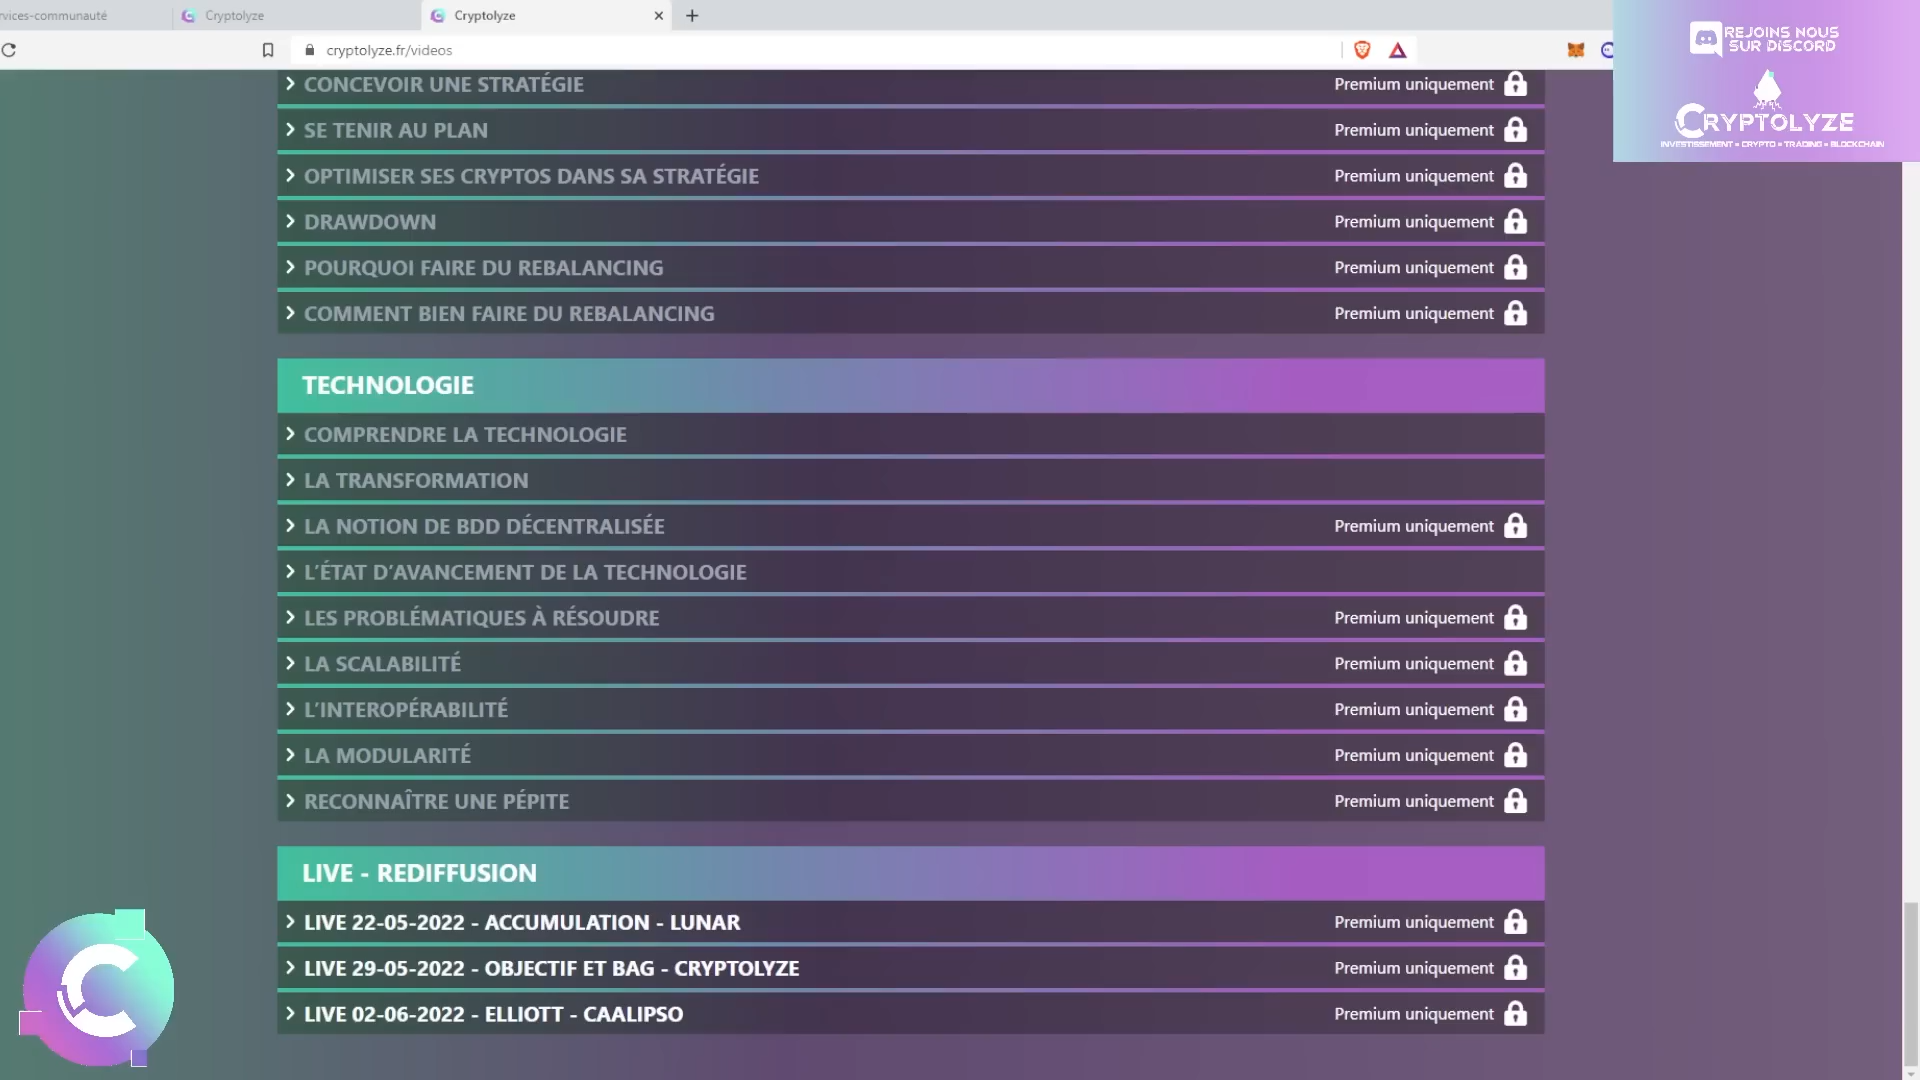 rvices-communauté
Cryptolyze
Cryptolyze
cryptolyze.fr/videos
REJOINS NOUS
SUR DISCORD
CRYPTOLYZE
INVESTISSEMENT • CRYPTO • TRADING • BLOCKCHAIN
CONCEVOIR UNE STRATÉGIE Premium uniquement
SE TENIR AU PLAN Premium uniquement
OPTIMISER SES CRYPTOS DANS SA STRATÉGIE Premium uniquement
DRAWDOWN Premium uniquement
POURQUOI FAIRE DU REBALANCING Premium uniquement
COMMENT BIEN FAIRE DU REBALANCING Premium uniquement
TECHNOLOGIE
COMPRENDRE LA TECHNOLOGIE
LA TRANSFORMATION
LA NOTION DE BDD DÉCENTRALISÉE Premium uniquement
L’ÉTAT D’AVANCEMENT DE LA TECHNOLOGIE
LES PROBLÉMATIQUES À RÉSOUDRE Premium uniquement
LA SCALABILITÉ Premium uniquement
L’INTEROPÉRABILITÉ Premium uniquement
LA MODULARITÉ Premium uniquement
RECONNAÎTRE UNE PÉPITE Premium uniquement
LIVE - REDIFFUSION
LIVE 22-05-2022 - ACCUMULATION - LUNAR Premium uniquement
LIVE 29-05-2022 - OBJECTIF ET BAG - CRYPTOLYZE Premium uniquement
LIVE 02-06-2022 - ELLIOTT - CAALIPSO Premium uniquement